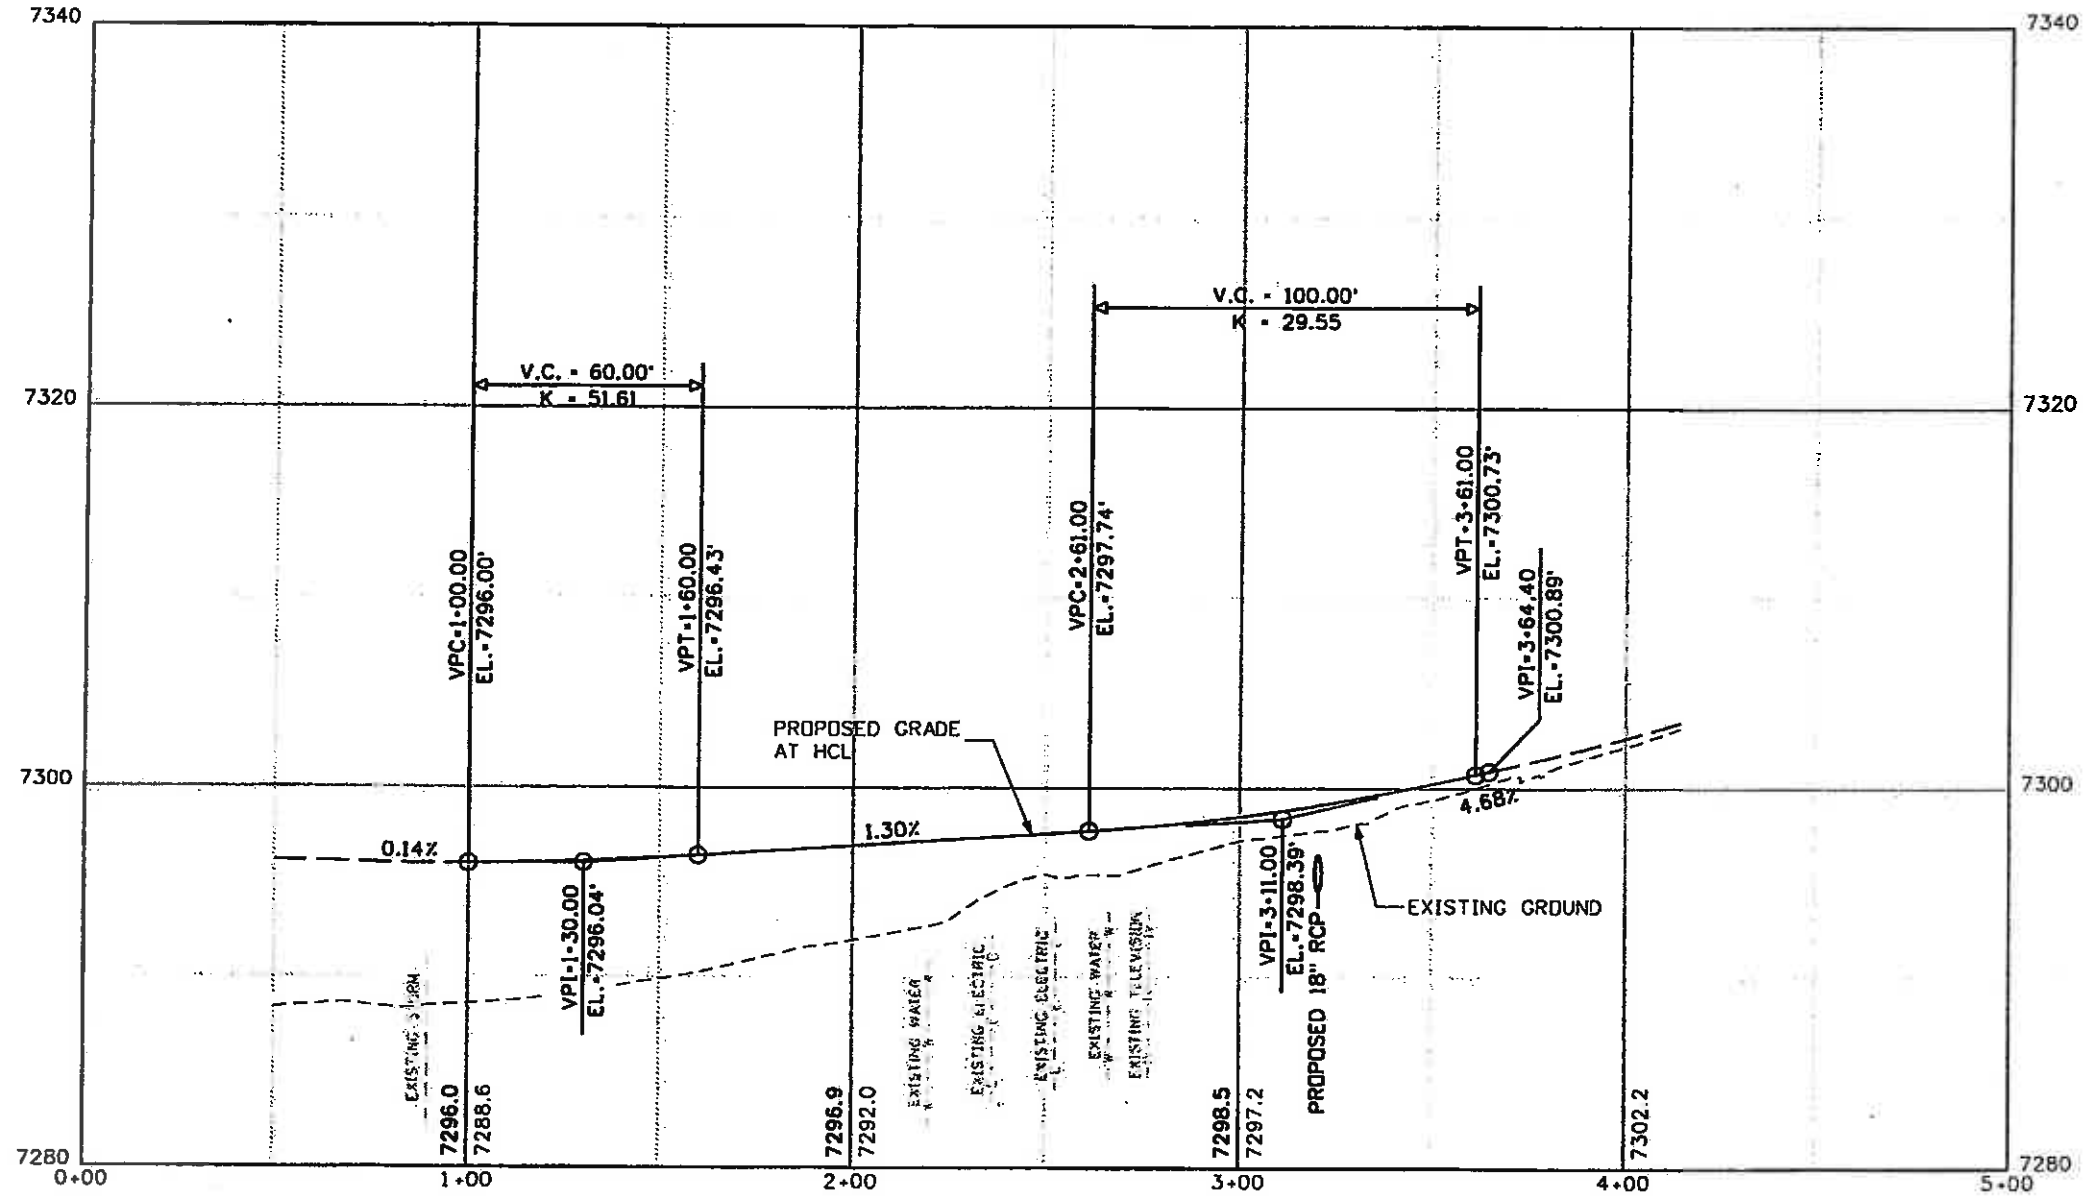 7340
7340
V.C. = 100.00'
K = 29.55
V.C. = 60.00'
K = 51.61
7320
7320
VPC=1+00.00
EL.=7296.00'
VPT=1+60.00
EL.=7296.43'
VPC=2+61.00
EL.=7297.74'
VPT=3+61.00
EL.=7300.73'
VPI=3+64.40
EL.=7300.89'
PROPOSED GRADE
AT HCL
7300
7300
0.14%
1.30%
4.68%
VPI=1+30.00
EL.=7296.04'
VPI=3+11.00
EL.=7298.39'
PROPOSED 18" RCP
EXISTING GROUND
EXISTING STORM
EXISTING WATER
EXISTING ELECTRIC
EXISTING ELECTRIC
EXISTING WATER
EXISTING TELEVISION
7296.0
7288.6
7296.9
7292.0
7298.5
7297.2
7302.2
7280
7280
0+00
1+00
2+00
3+00
4+00
5+00